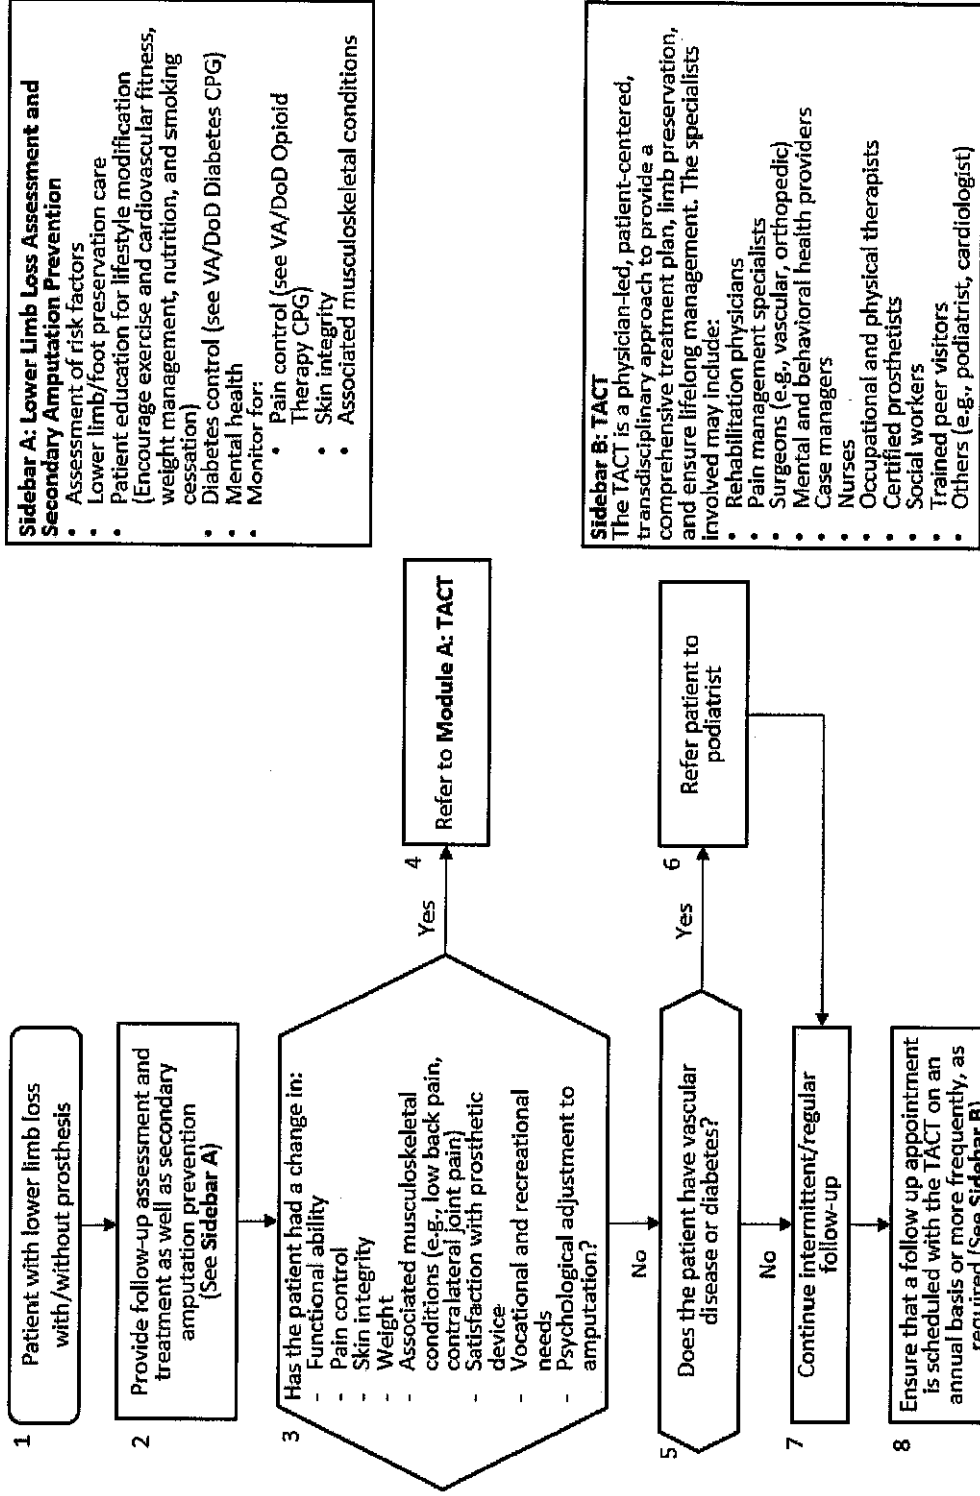 1
Patient with lower limb loss
with/without prosthesis
2
Provide follow-up assessment and
treatment as well as secondary
amputation prevention
(See Sidebar A)
3
Has the patient had a change in:
- Functional ability
- Pain control
- Skin integrity
- Weight
- Associated musculoskeletal
conditions (e.g., low back pain,
contralateral joint pain)
- Satisfaction with prosthetic
device
- Vocational and recreational
needs
- Psychological adjustment to
amputation?
Yes
4
Refer to Module A: TACT
No
5
Does the patient have vascular
disease or diabetes?
Yes
6
Refer patient to
podiatrist
No
7
Continue intermittent/regular
follow-up
8
Ensure that a follow up appointment
is scheduled with the TACT on an
annual basis or more frequently, as
required (See Sidebar B)
Sidebar A: Lower Limb Loss Assessment and
Secondary Amputation Prevention
• Assessment of risk factors
• Lower limb/foot preservation care
• Patient education for lifestyle modification
(Encourage exercise and cardiovascular fitness,
weight management, nutrition, and smoking
cessation)
• Diabetes control (see VA/DoD Diabetes CPG)
• Mental health
• Monitor for:
• Pain control (see VA/DoD Opioid
Therapy CPG)
• Skin integrity
• Associated musculoskeletal conditions
Sidebar B: TACT
The TACT is a physician-led, patient-centered,
transdisciplinary approach to provide a
comprehensive treatment plan, limb preservation,
and ensure lifelong management. The specialists
involved may include:
• Rehabilitation physicians
• Pain management specialists
• Surgeons (e.g., vascular, orthopedic)
• Mental and behavioral health providers
• Case managers
• Nurses
• Occupational and physical therapists
• Certified prosthetists
• Social workers
• Trained peer visitors
• Others (e.g., podiatrist, cardiologist)